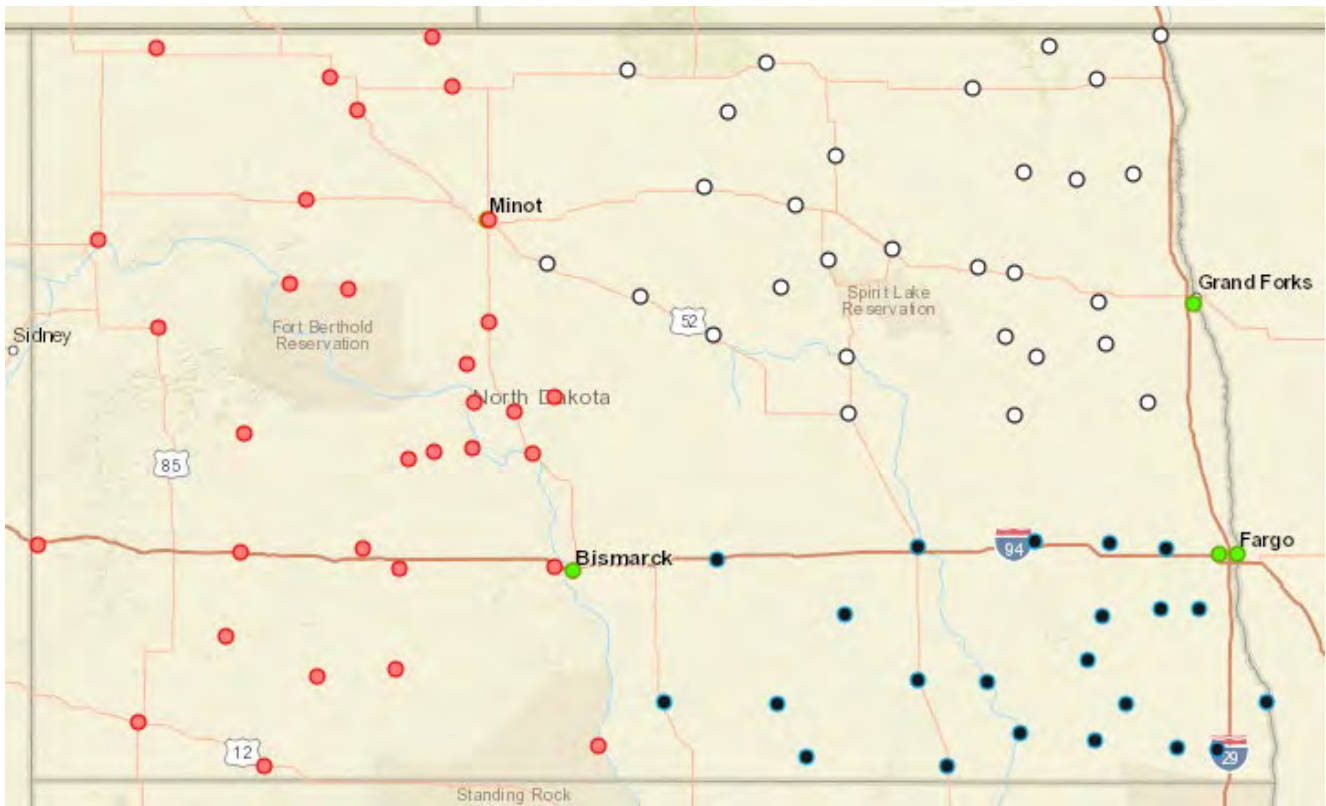 Minot
Grand Forks
Spirit Lake
Reservation
Fort Berthold
Reservation
52
Sidney
North Dakota
85
94
Fargo
Bismarck
12
29
Standing Rock